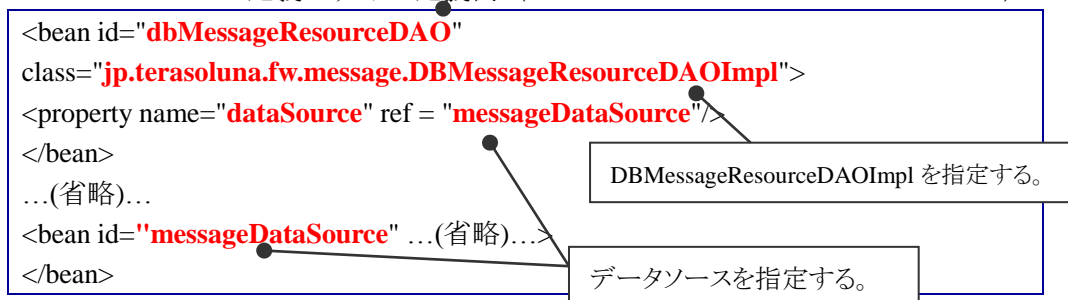 <bean id="dbMessageResourceDAO"
class="jp.terasoluna.fw.message.DBMessageResourceDAOImpl">
<property name="dataSource" ref = "messageDataSource"/>
</bean>
DBMessageResourceDAOImpl を指定する。
…(省略)…
<bean id="messageDataSource" …(省略)…>
データソースを指定する。
</bean>